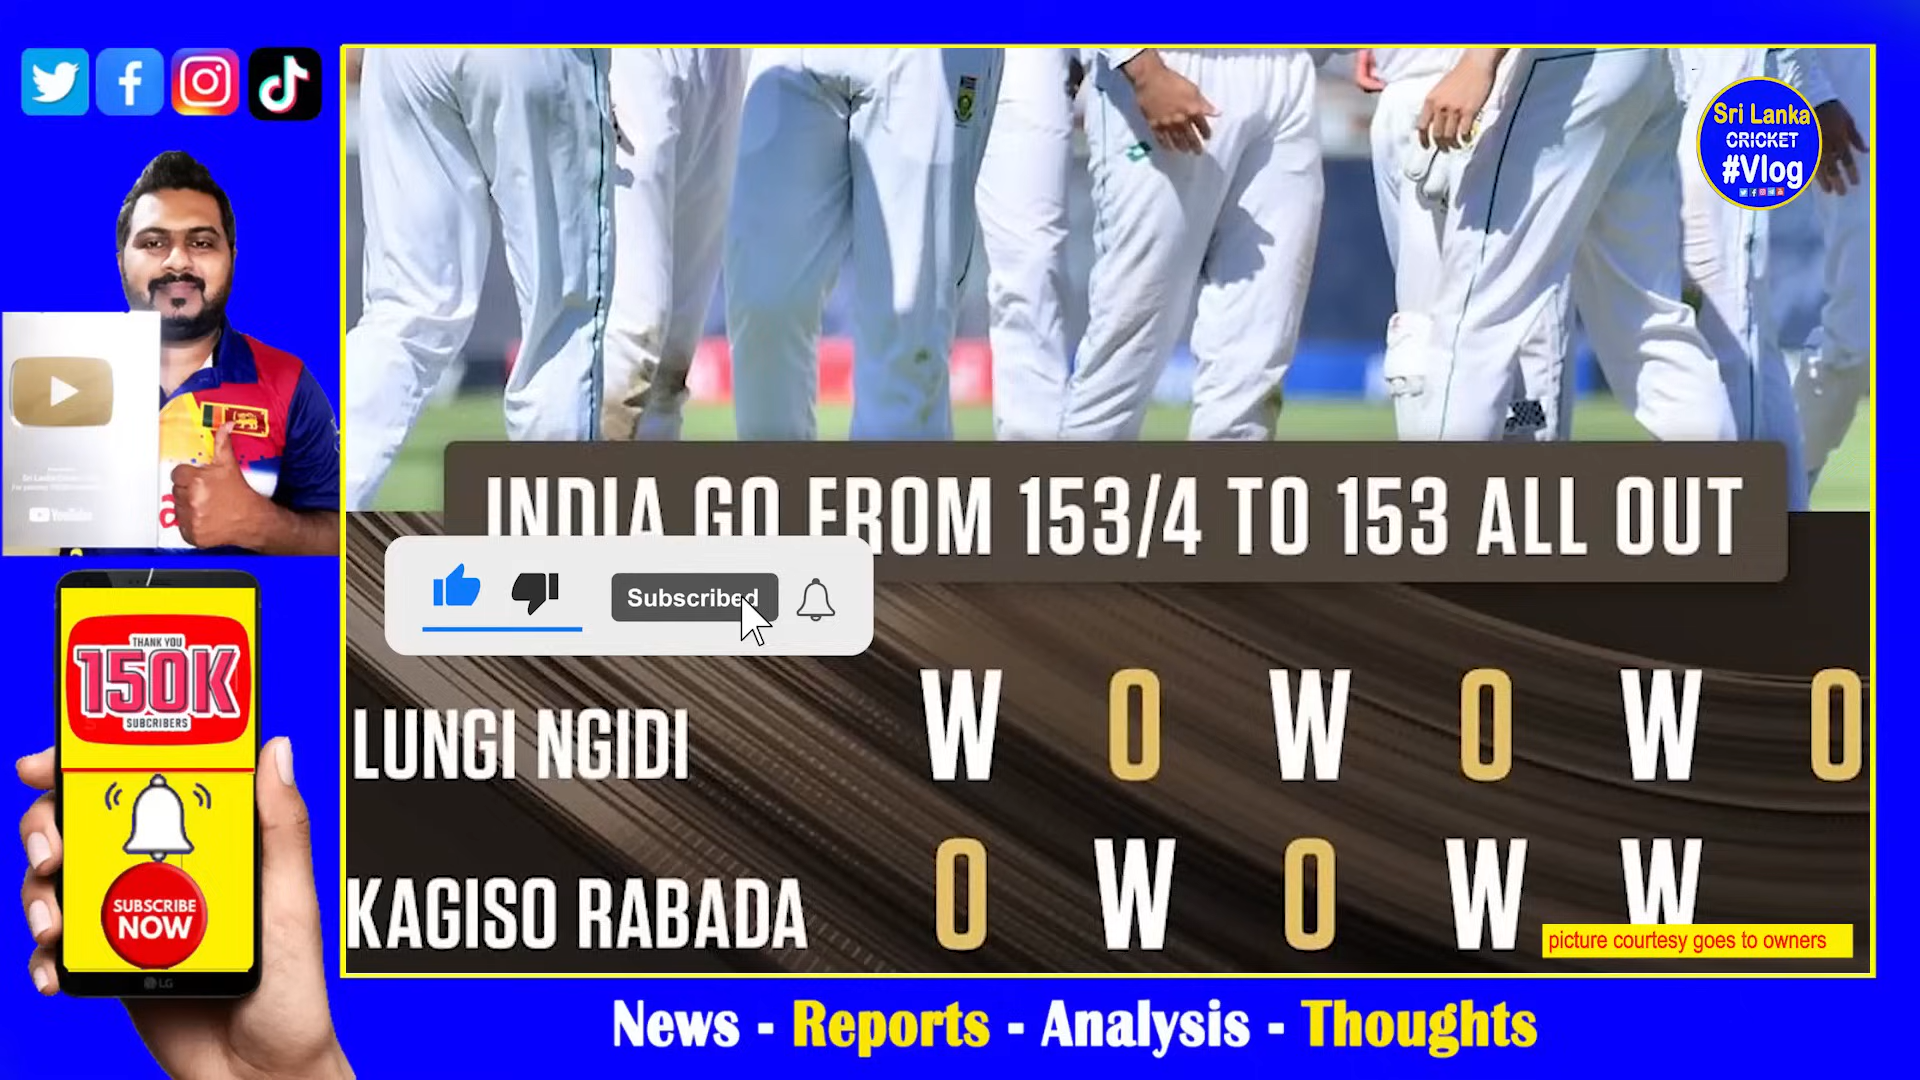 Sri Lanka
CRICKET
#Vlog
INDIA GO FROM 153/4 TO 153 ALL OUT
Subscribed
LUNGI NGIDI W 0 W 0 W 0
KAGISO RABADA 0 W 0 W W
picture courtesy goes to owners
YouTube
THANK YOU
150K
SUBCRIBERS
SUBSCRIBE
NOW
LG
News - Reports - Analysis - Thoughts